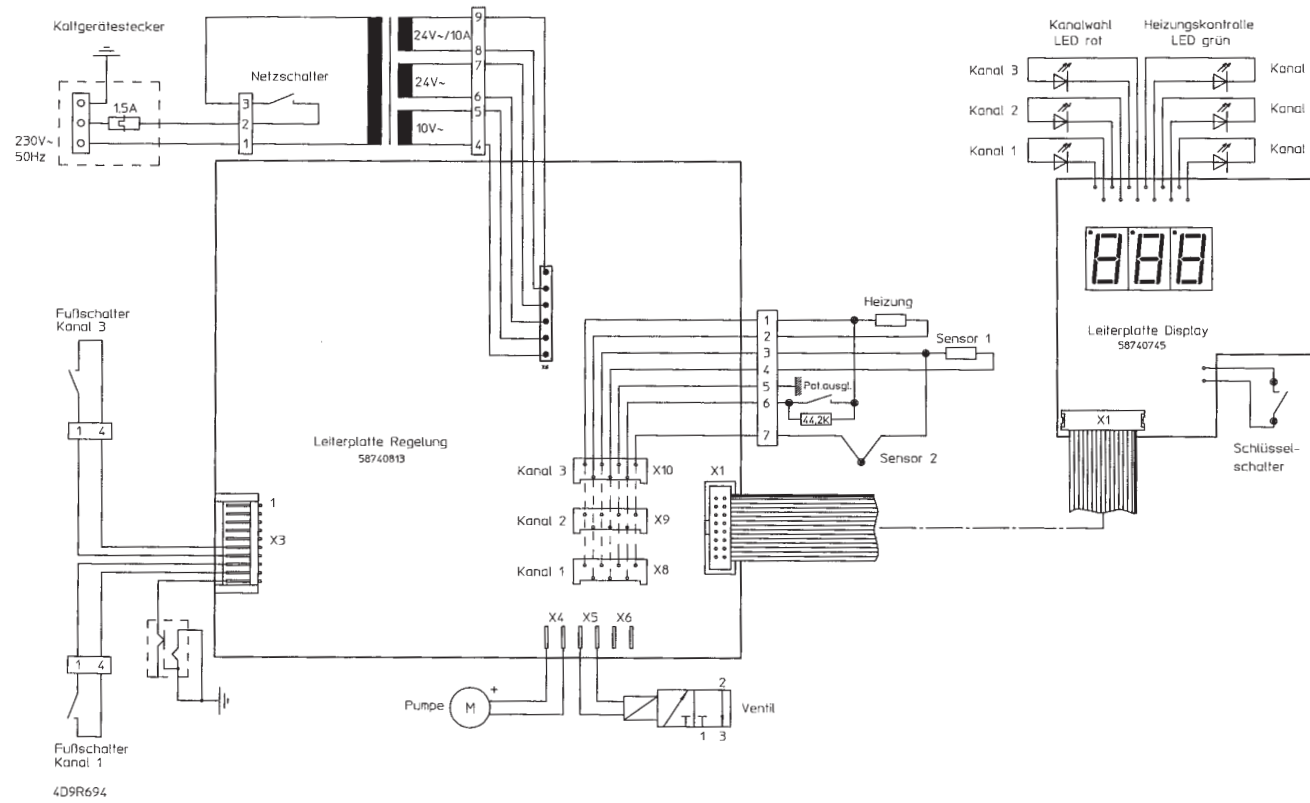 Kaltgerätestecker
1,5A
230V~
50Hz
Netzschalter
3
2
1
24V~/10A
24V~
10V~
9
8
7
6
5
4
Kanalwahl
LED rot
Heizungskontrolle
LED grün
Kanal 3
Kanal 2
Kanal 1
Kanal
Kanal
Kanal
Leiterplatte Display
58740745
X1
Schlüssel-
schalter
Fußschalter
Kanal 3
1 4
Leiterplatte Regelung
58740813
1
X3
1
2
3
4
5
6
7
Heizung
Sensor 1
Pot.ausgl.
44,2K
Sensor 2
Kanal 3 X10
Kanal 2 X9
Kanal 1 X8
X1
X4 X5 X6
1 4
Fußschalter
Kanal 1
Pumpe
M
+
2
1 3
Ventil
4D9R694